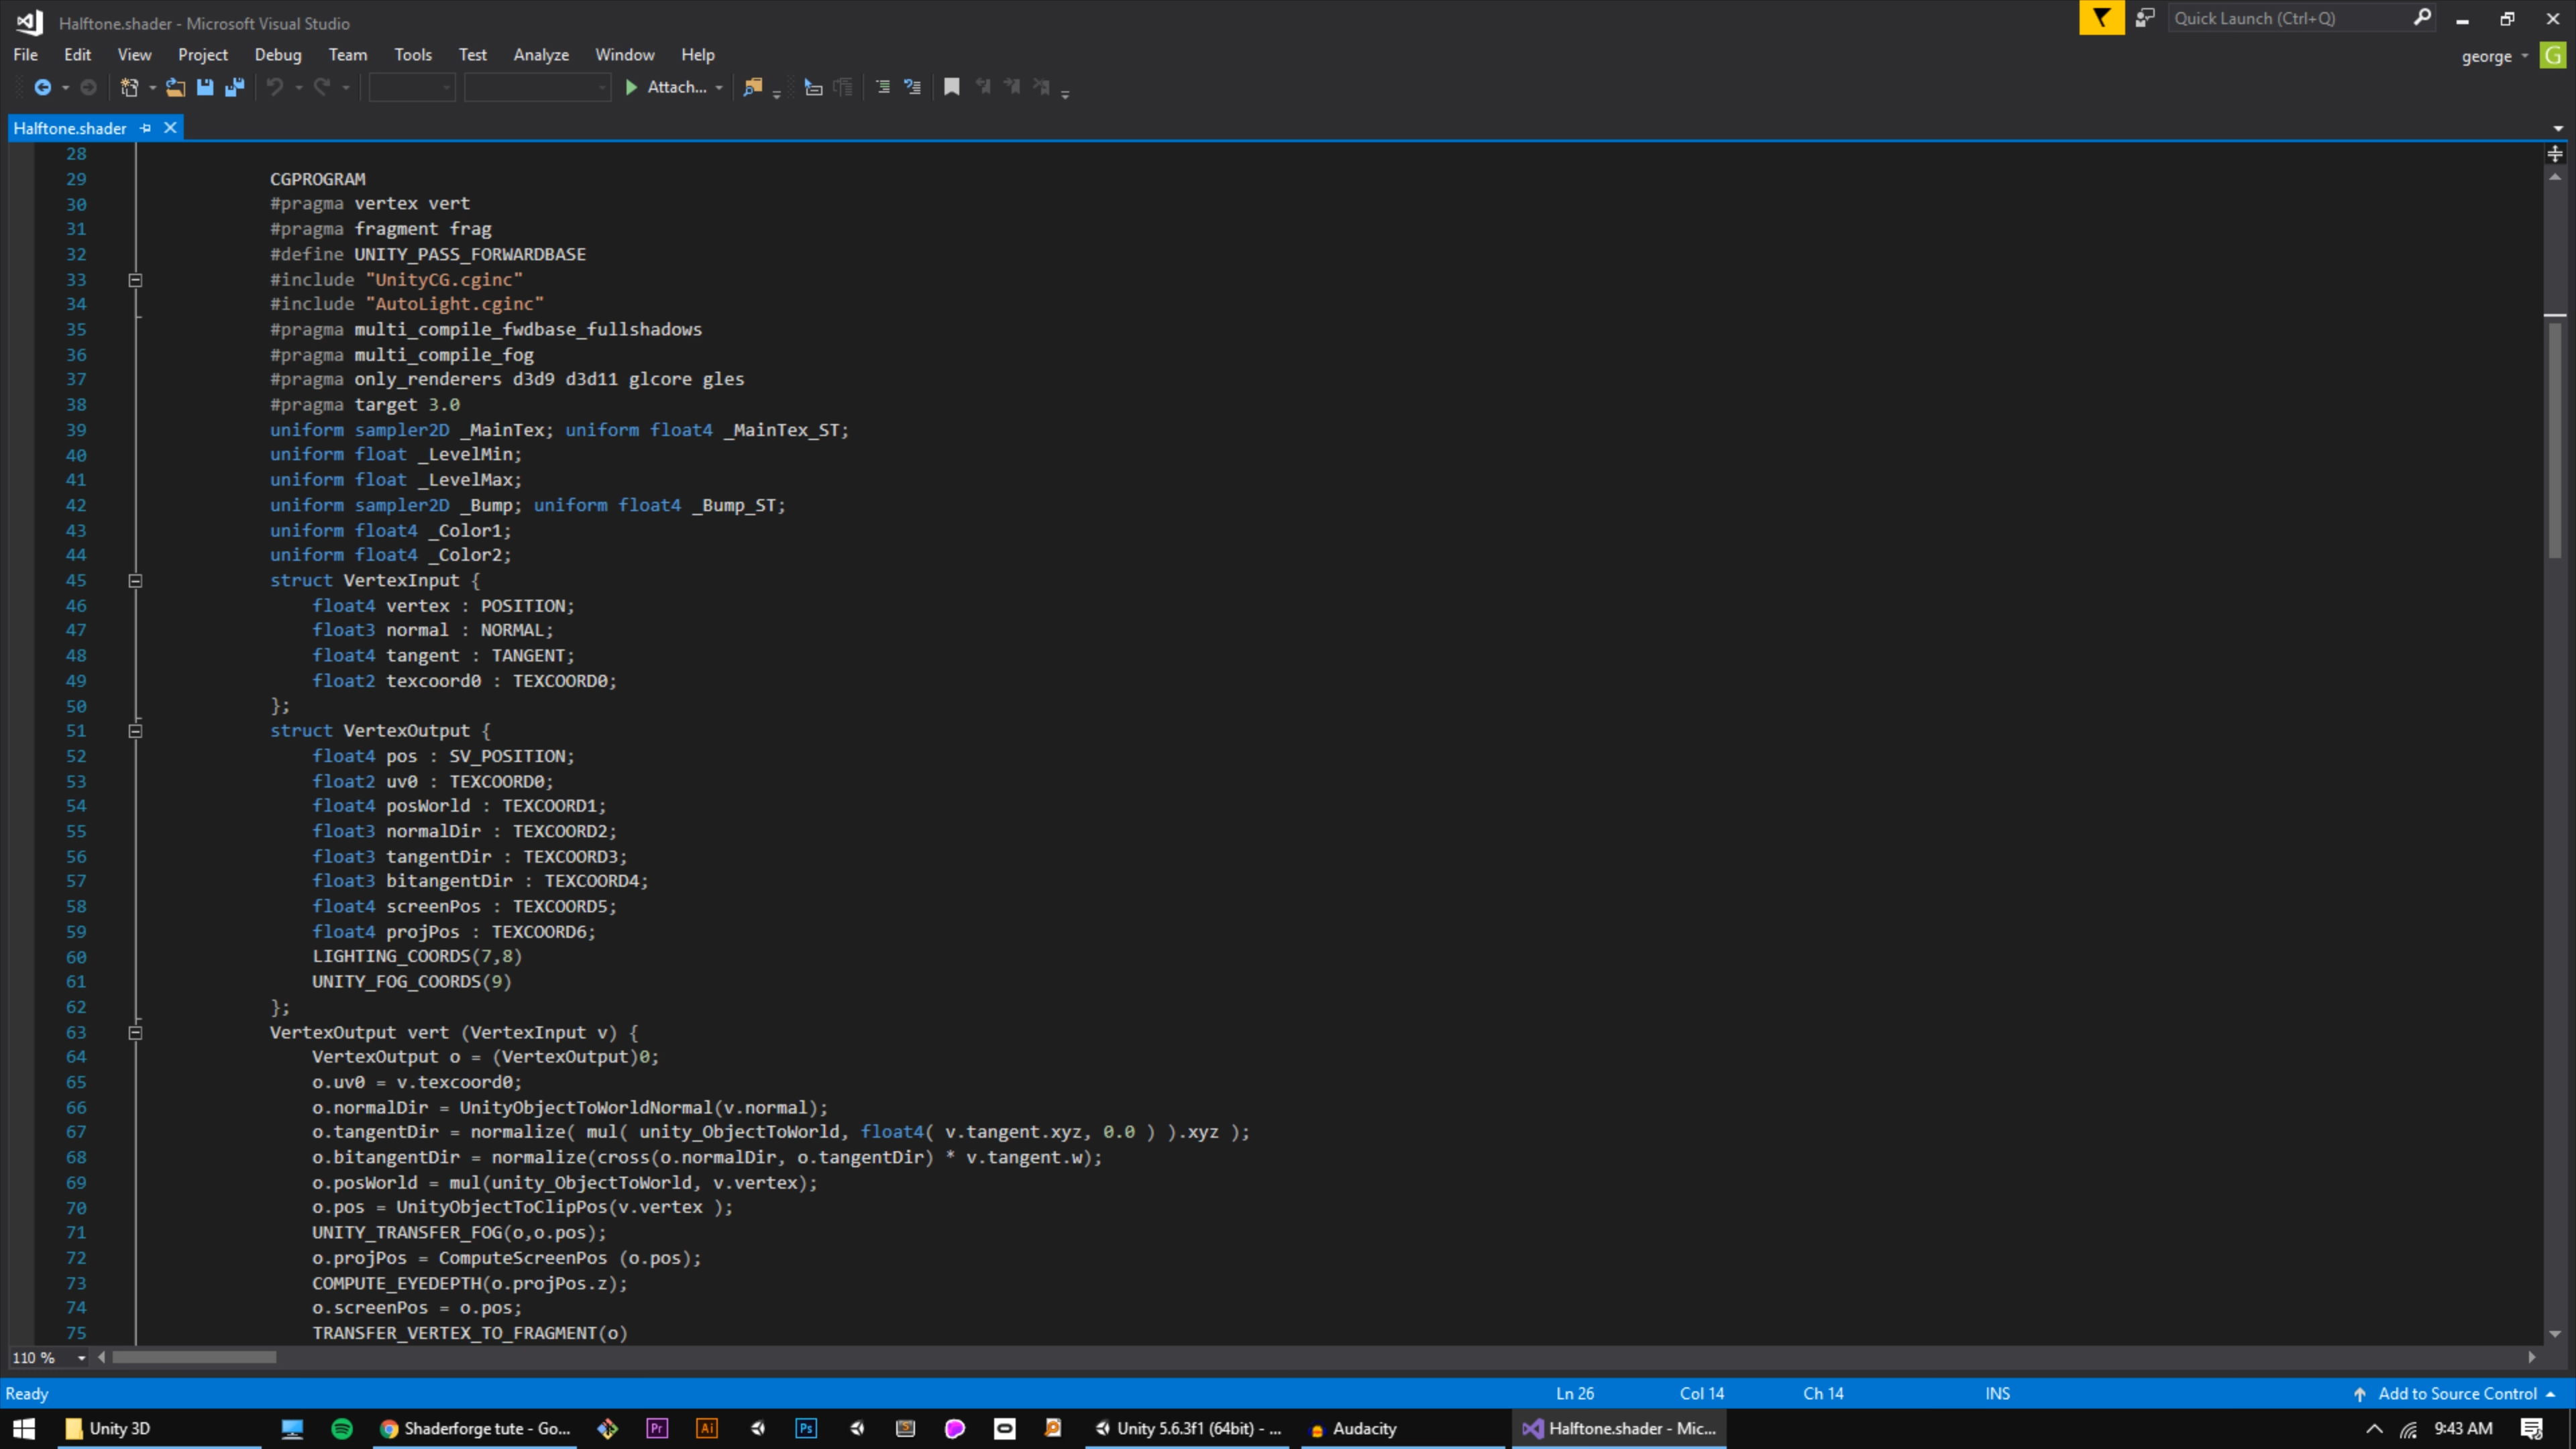 Halftone.shader - Microsoft Visual Studio
Quick Launch (Ctrl+Q)
File Edit View Project Debug Team Tools Test Analyze Window Help
george
G
Attach...
Halftone.shader
28
29 CGPROGRAM
30 #pragma vertex vert
31 #pragma fragment frag
32 #define UNITY_PASS_FORWARDBASE
33 #include "UnityCG.cginc"
34 #include "AutoLight.cginc"
35 #pragma multi_compile_fwdbase_fullshadows
36 #pragma multi_compile_fog
37 #pragma only_renderers d3d9 d3d11 glcore gles
38 #pragma target 3.0
39 uniform sampler2D _MainTex; uniform float4 _MainTex_ST;
40 uniform float _LevelMin;
41 uniform float _LevelMax;
42 uniform sampler2D _Bump; uniform float4 _Bump_ST;
43 uniform float4 _Color1;
44 uniform float4 _Color2;
45 struct VertexInput {
46 float4 vertex : POSITION;
47 float3 normal : NORMAL;
48 float4 tangent : TANGENT;
49 float2 texcoord0 : TEXCOORD0;
50 };
51 struct VertexOutput {
52 float4 pos : SV_POSITION;
53 float2 uv0 : TEXCOORD0;
54 float4 posWorld : TEXCOORD1;
55 float3 normalDir : TEXCOORD2;
56 float3 tangentDir : TEXCOORD3;
57 float3 bitangentDir : TEXCOORD4;
58 float4 screenPos : TEXCOORD5;
59 float4 projPos : TEXCOORD6;
60 LIGHTING_COORDS(7,8)
61 UNITY_FOG_COORDS(9)
62 };
63 VertexOutput vert (VertexInput v) {
64 VertexOutput o = (VertexOutput)0;
65 o.uv0 = v.texcoord0;
66 o.normalDir = UnityObjectToWorldNormal(v.normal);
67 o.tangentDir = normalize( mul( unity_ObjectToWorld, float4( v.tangent.xyz, 0.0 ) ).xyz );
68 o.bitangentDir = normalize(cross(o.normalDir, o.tangentDir) * v.tangent.w);
69 o.posWorld = mul(unity_ObjectToWorld, v.vertex);
70 o.pos = UnityObjectToClipPos(v.vertex );
71 UNITY_TRANSFER_FOG(o,o.pos);
72 o.projPos = ComputeScreenPos (o.pos);
73 COMPUTE_EYEDEPTH(o.projPos.z);
74 o.screenPos = o.pos;
75 TRANSFER_VERTEX_TO_FRAGMENT(o)
110 %
Ready Ln 26 Col 14 Ch 14 INS Add to Source Control
Unity 3D Shaderforge tute - Go... Pr Ai Ps Unity 5.6.3f1 (64bit) - ... Audacity Halftone.shader - Mic... 9:43 AM